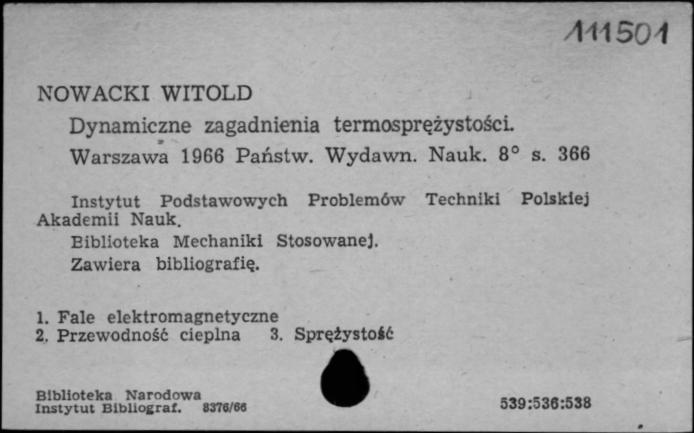 111501
NOWACKI WITOLD
Dynamiczne zagadnienia termosprężystości.
Warszawa 1966 Państw. Wydawn. Nauk. 8° s. 366
Instytut Podstawowych Problemów Techniki Polskiej
Akademii Nauk.
Biblioteka Mechaniki Stosowanej.
Zawiera bibliografię.
1. Fale elektromagnetyczne
2. Przewodność cieplna 3. Sprężystość
Biblioteka Narodowa
Instytut Bibliograf. 8376/66 539:536:538